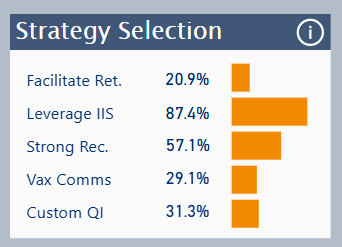 Strategy Selection
Facilitate Ret. 20.9%
Leverage IIS 87.4%
Strong Rec. 57.1%
Vax Comms 29.1%
Custom QI 31.3%